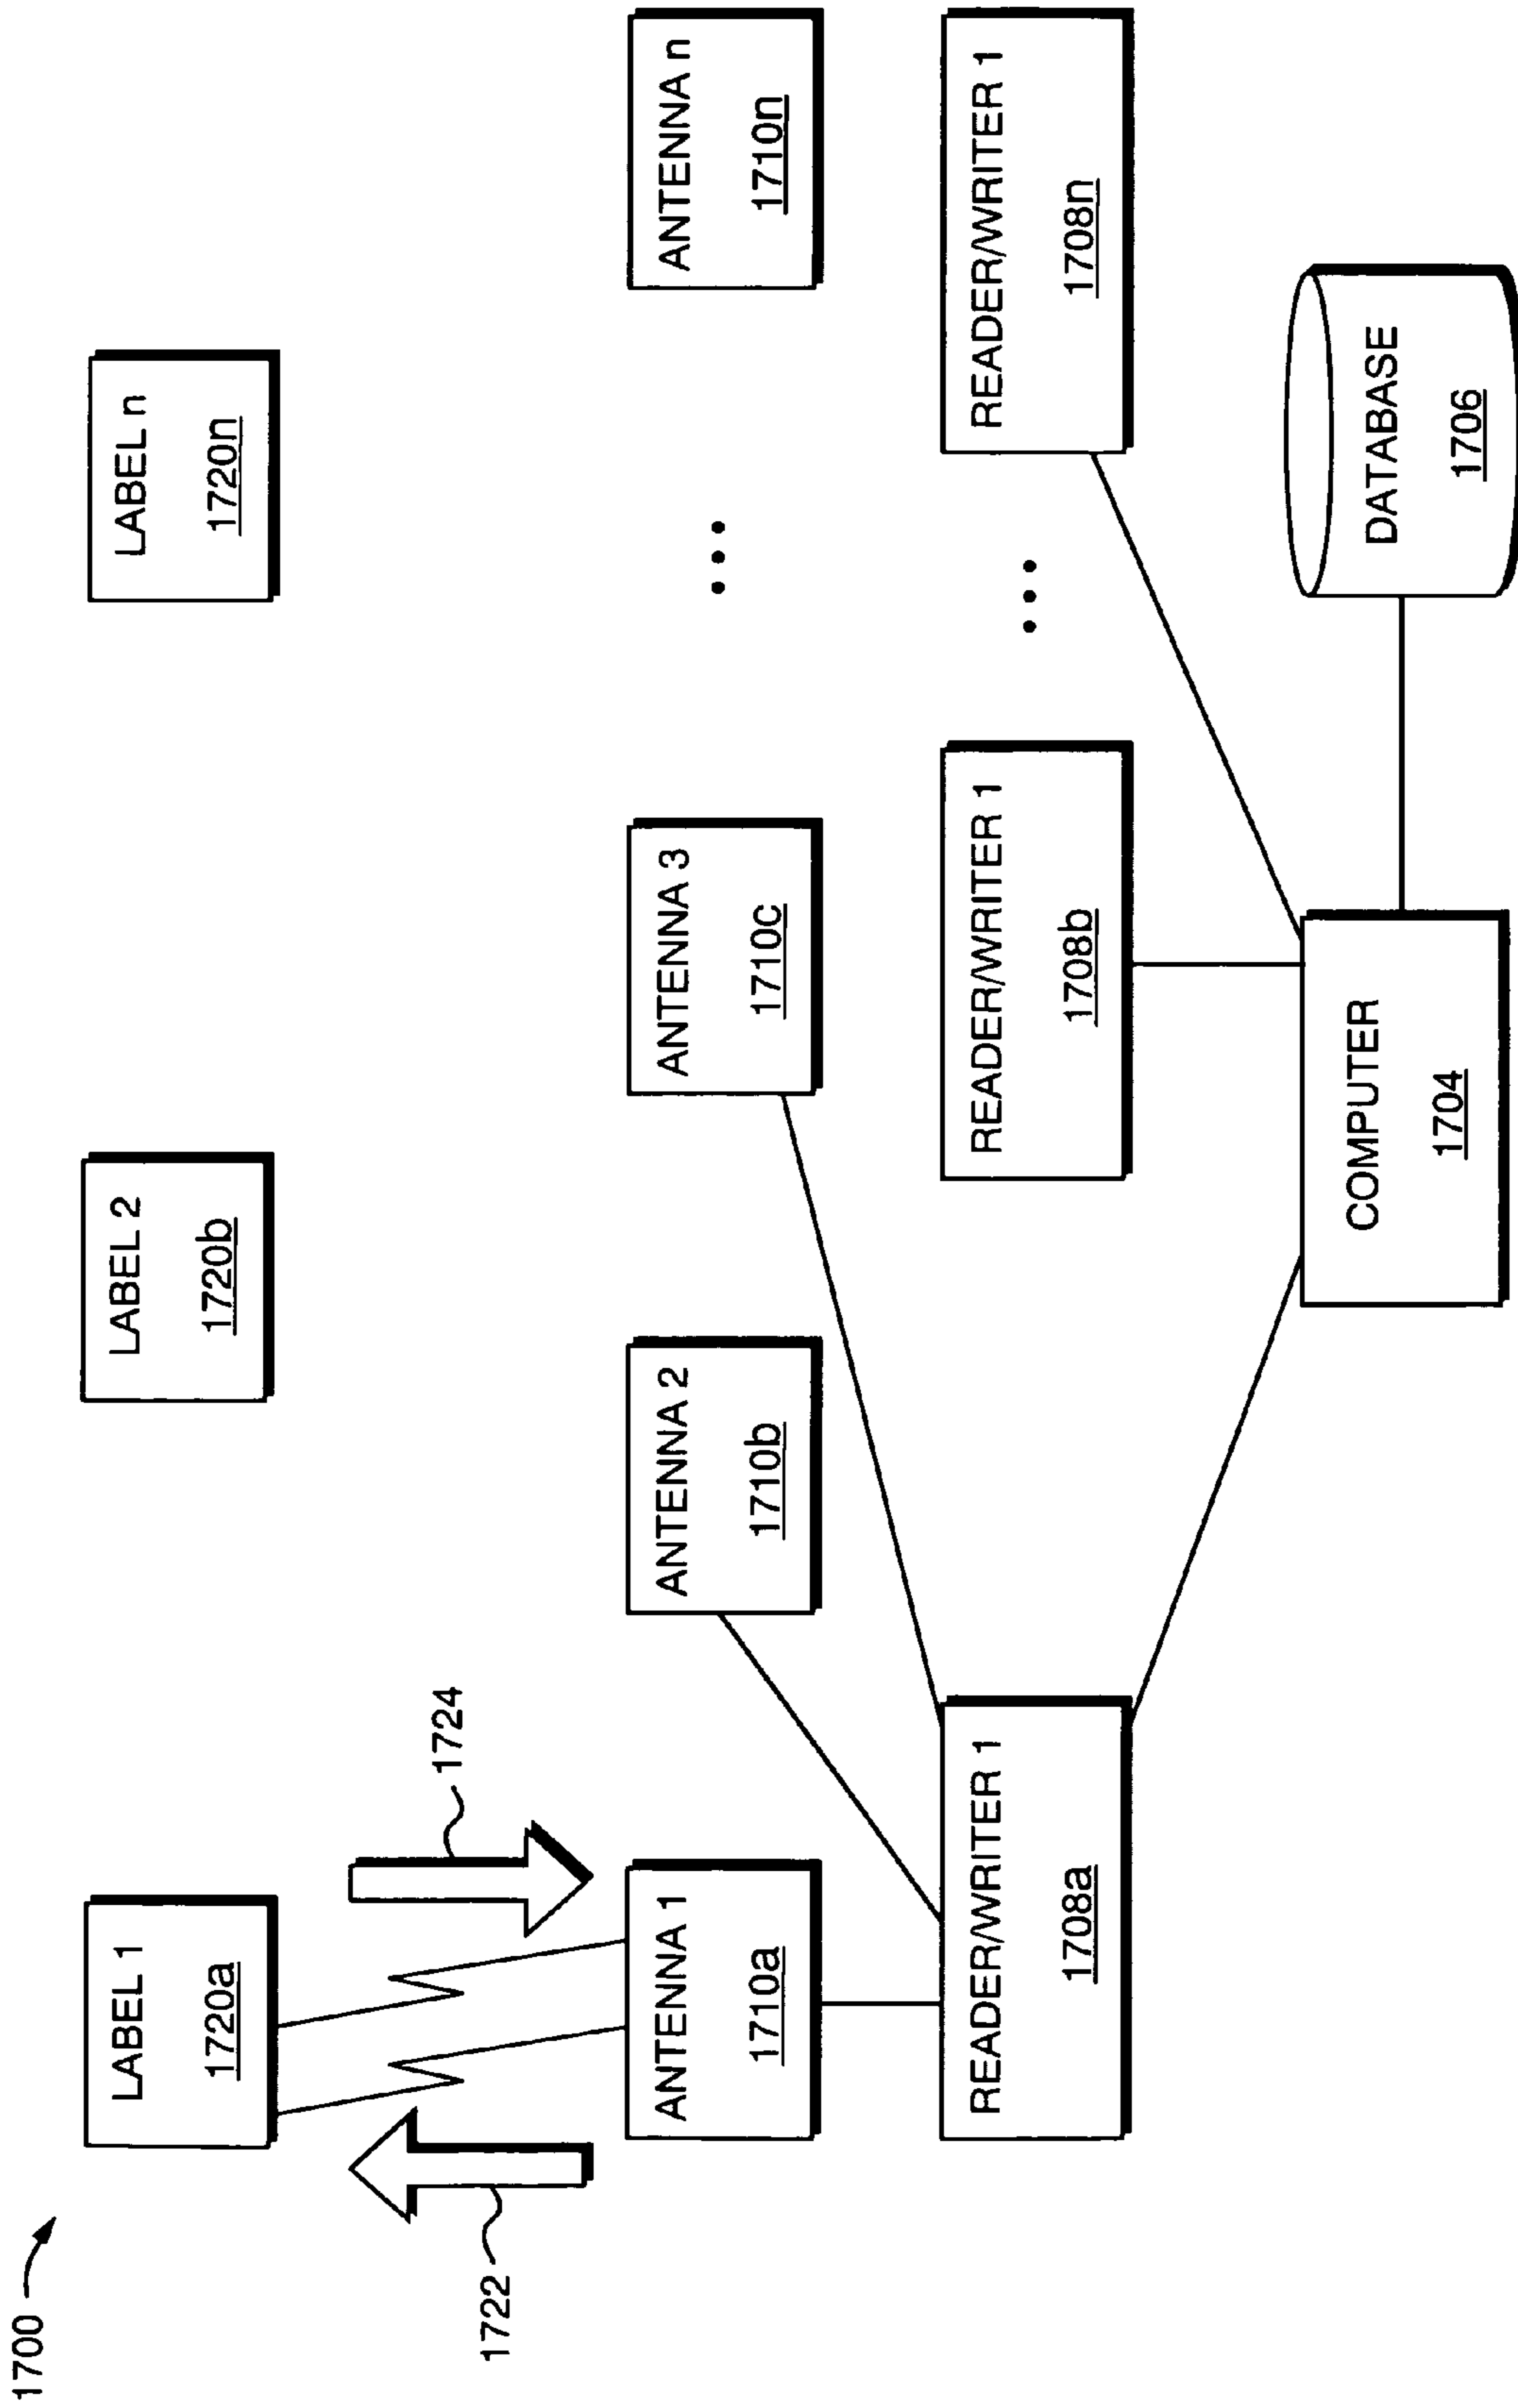 1700
LABEL 1
1720a
LABEL 2
1720b
LABEL n
1720n
1722
1724
ANTENNA 1
1710a
ANTENNA 2
1710b
ANTENNA 3
1710c
...
ANTENNA n
1710n
READER/WRITER 1
1708a
READER/WRITER 1
1708b
...
READER/WRITER 1
1708n
COMPUTER
1704
DATABASE
1706